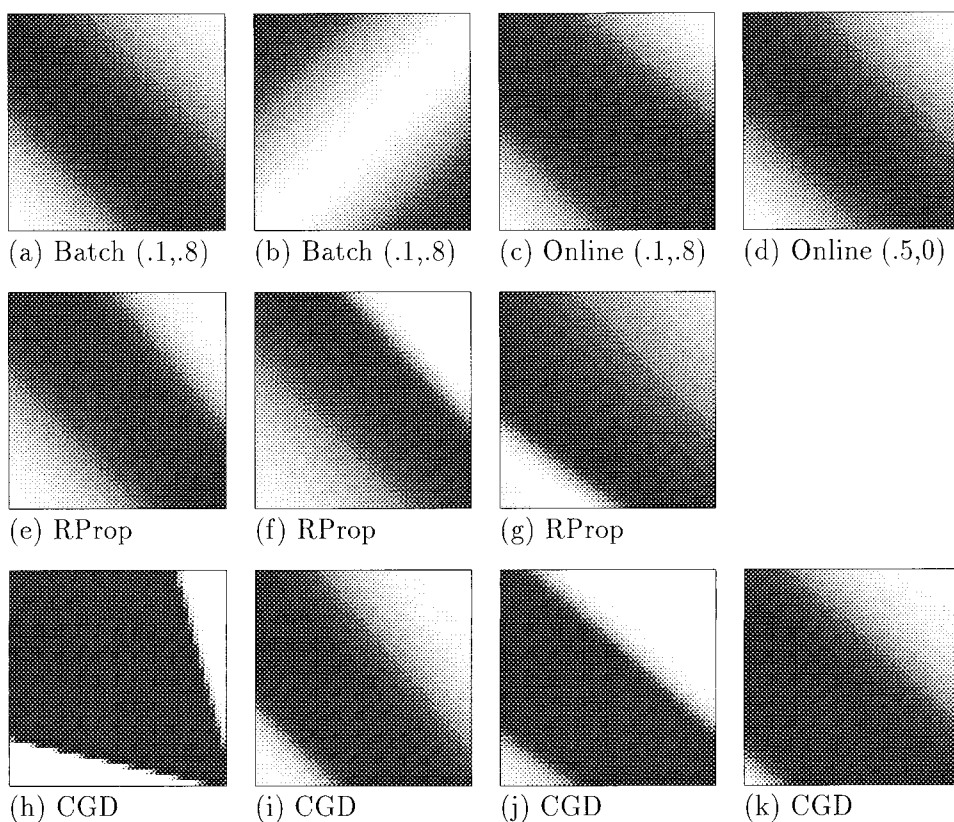 (a) Batch (.1,.8) (b) Batch (.1,.8) (c) Online (.1,.8) (d) Online (.5,0)
(e) RProp (f) RProp (g) RProp
(h) CGD (i) CGD (j) CGD (k) CGD